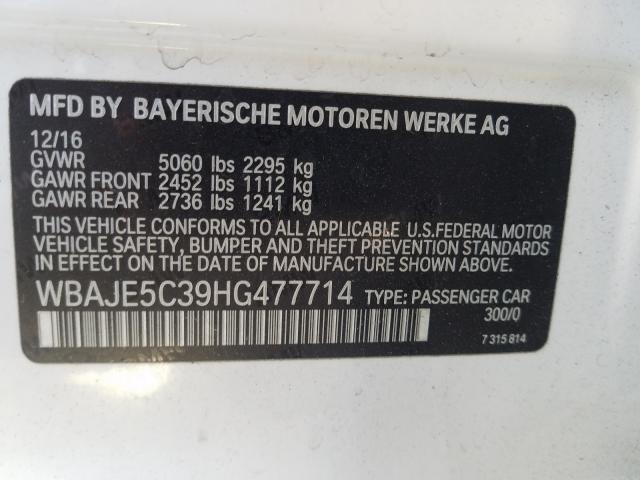 MFD BY BAYERISCHE MOTOREN WERKE AG
12/16
GVWR 5060 lbs 2295 kg
GAWR FRONT 2452 lbs 1112 kg
GAWR REAR 2736 lbs 1241 kg
THIS VEHICLE CONFORMS TO ALL APPLICABLE U.S.FEDERAL MOTOR
VEHICLE SAFETY, BUMPER AND THEFT PREVENTION STANDARDS
IN EFFECT ON THE DATE OF MANUFACTURE SHOWN ABOVE.
WBAJE5C39HG477714 TYPE: PASSENGER CAR
300/0
7 315 814